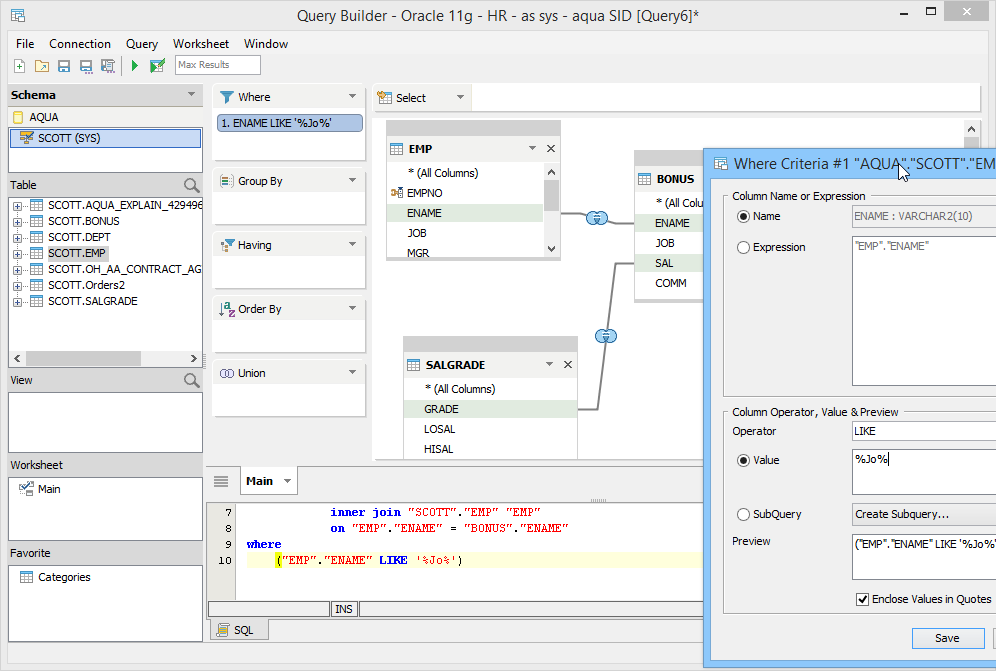 Query Builder - Oracle 11g - HR - as sys - aqua SID [Query6]*
File Connection Query Worksheet Window
Max Results
Schema
AQUA
SCOTT (SYS)
Table
SCOTT.AQUA_EXPLAIN_429496
SCOTT.BONUS
SCOTT.DEPT
SCOTT.EMP
SCOTT.OH_AA_CONTRACT_AG
SCOTT.Orders2
SCOTT.SALGRADE
View
Worksheet
Main
Favorite
Categories
Where
1. ENAME LIKE '%Jo%'
Group By
Having
Order By
Union
Select
EMP
* (All Columns)
EMPNO
ENAME
JOB
MGR
BONUS
* (All Colu
ENAME
JOB
SAL
COMM
SALGRADE
* (All Columns)
GRADE
LOSAL
HISAL
Main
7 inner join "SCOTT"."EMP" "EMP"
8 on "EMP"."ENAME" = "BONUS"."ENAME"
9 where
10 ("EMP"."ENAME" LIKE '%Jo%')
INS
SQL
Where Criteria #1 "AQUA"."SCOTT"."EM
Column Name or Expression
Name
ENAME : VARCHAR2(10)
Expression
"EMP"."ENAME"
Column Operator, Value & Preview
Operator
LIKE
Value
%Jo%
SubQuery
Create Subquery...
Preview
("EMP"."ENAME" LIKE '%Jo%'
Enclose Values in Quotes
Save